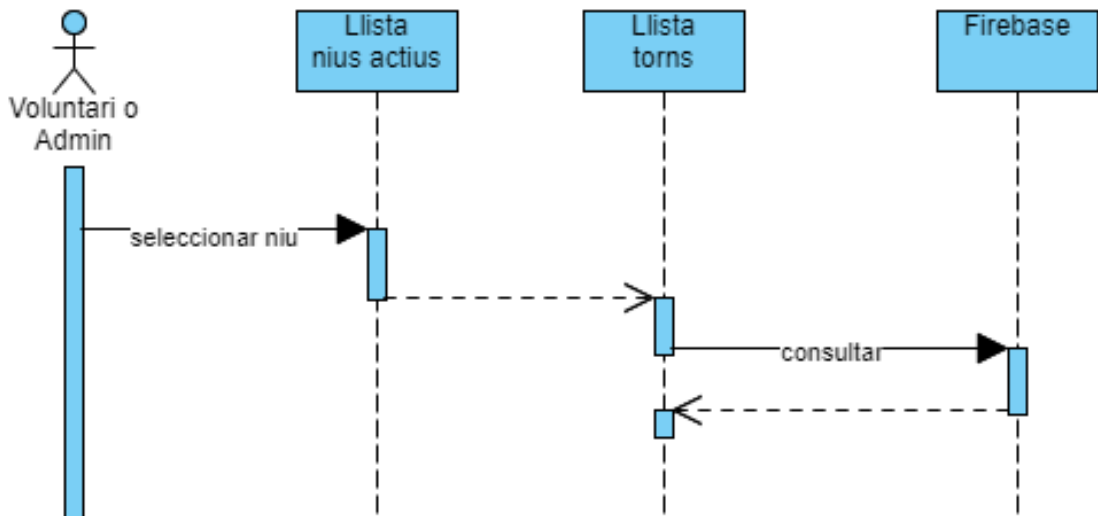 Llista
nius actius
Llista
torns
Firebase
Voluntari o
Admin
seleccionar niu
consultar